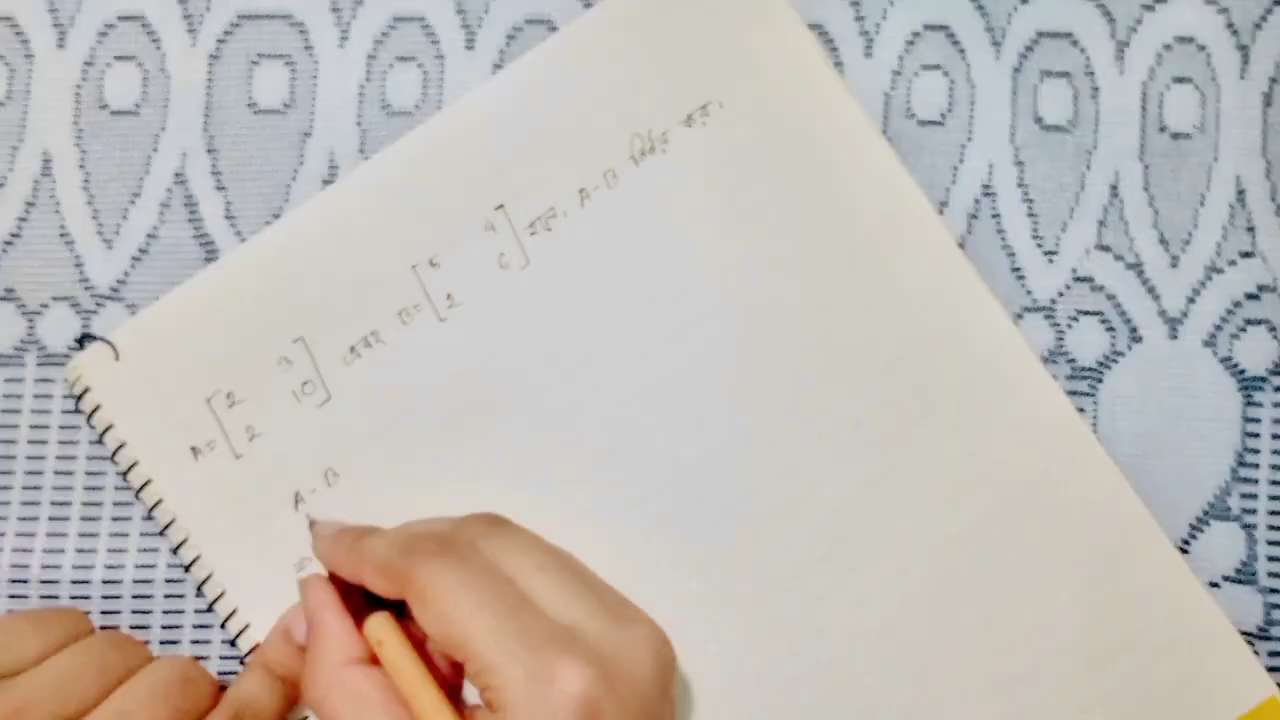 A = [2 3 2 10] এবং B = [5 4 2 6] হলে, A - B নির্ণয় কর।
A - B